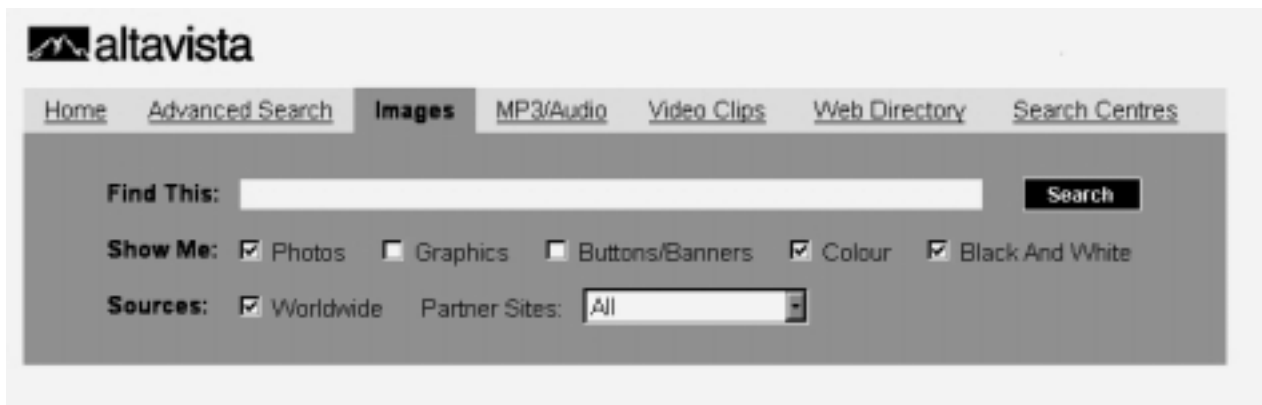 altavista
Home Advanced Search Images MP3/Audio Video Clips Web Directory Search Centres
Find This: Search
Show Me: Photos Graphics Buttons/Banners Colour Black And White
Sources: Worldwide Partner Sites: All